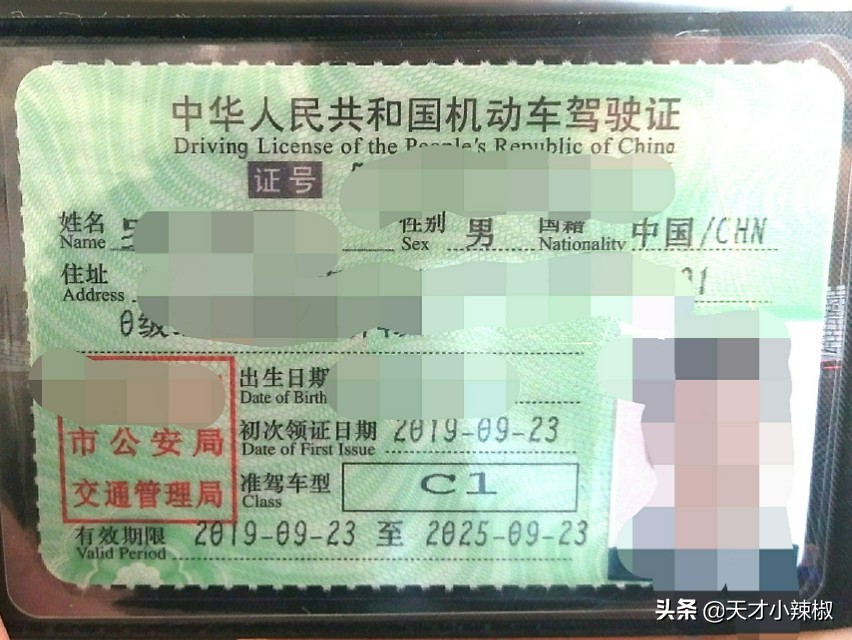 中华人民共和国机动车驾驶证
Driving License of the People's Republic of China
证号
姓名 性别 男 国籍 中国/CHN
Name Sex Nationality
住址
Address
级
出生日期
Date of Birth
市公安局 初次领证日期 2019-09-23
Date of First Issue
交通管理局 准驾车型 C1
Class
有效期限 2019-09-23 至 2025-09-23
Valid Period
头条 @天才小辣椒